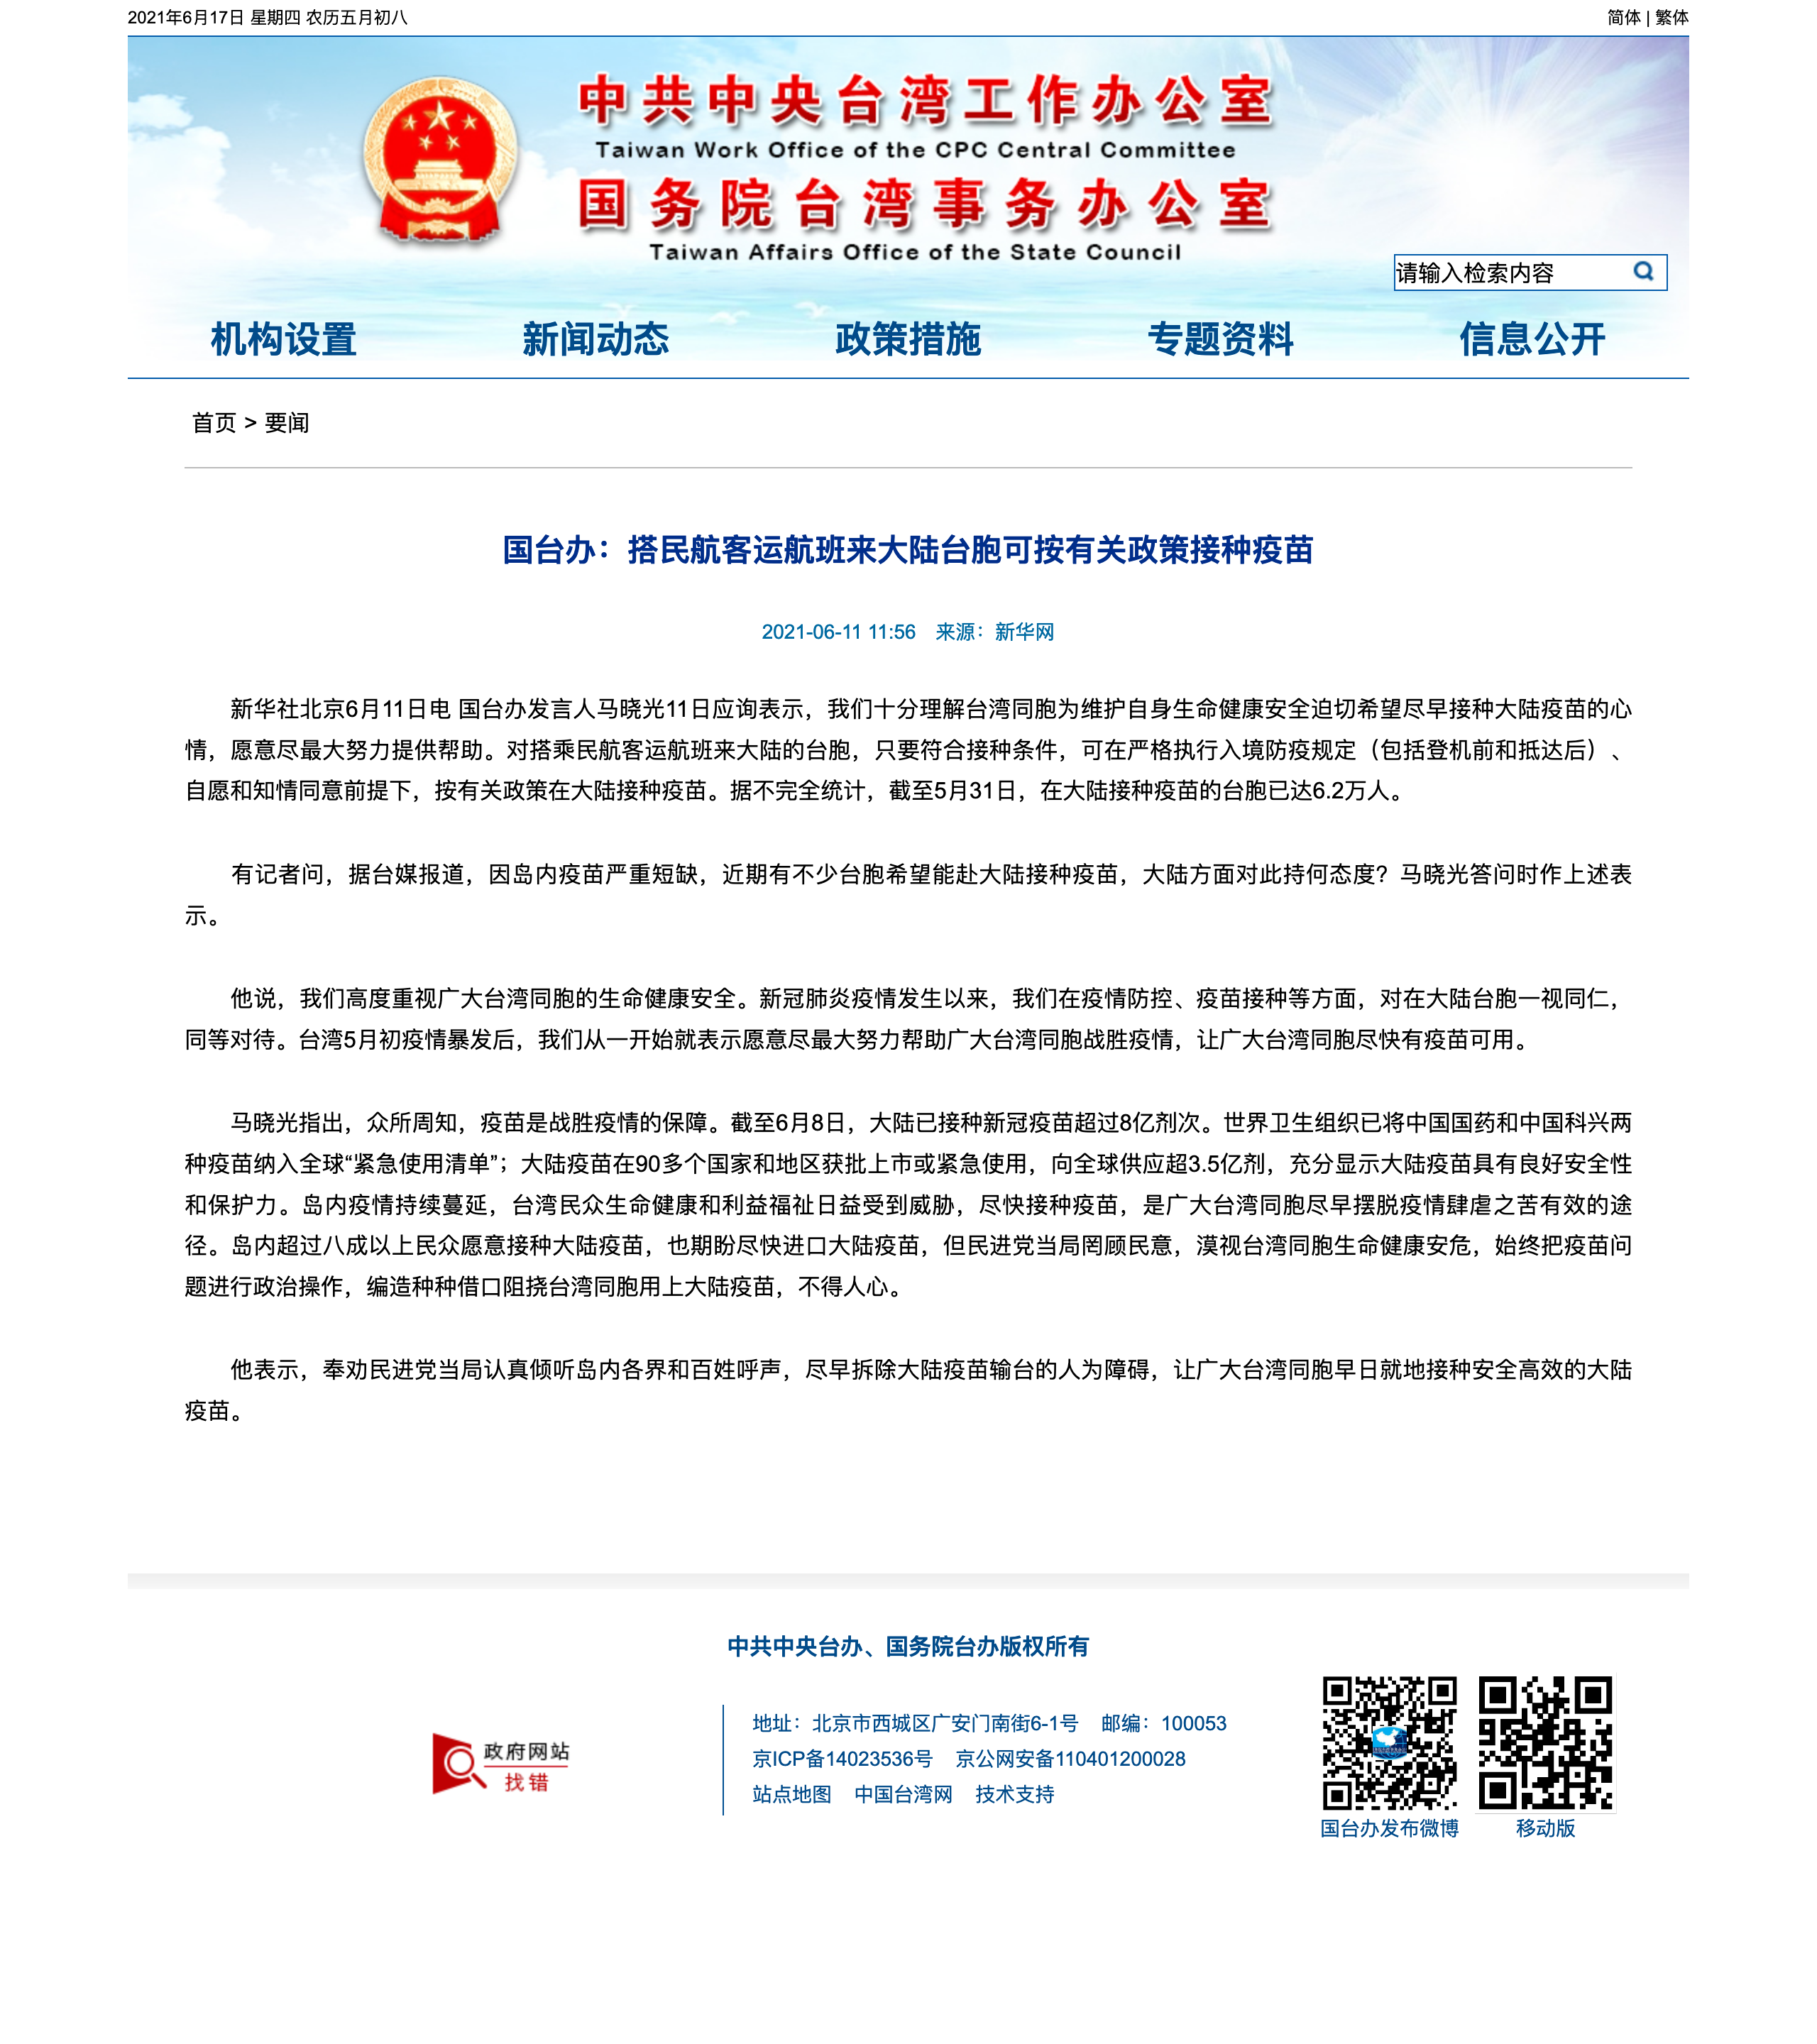 2021年6月17日 星期四 农历五月初八
简体 | 繁体
中共中央台湾工作办公室
Taiwan Work Office of the CPC Central Committee
国务院台湾事务办公室
Taiwan Affairs Office of the State Council
请输入检索内容
机构设置 新闻动态 政策措施 专题资料 信息公开
首页 > 要闻
国台办：搭民航客运航班来大陆台胞可按有关政策接种疫苗
2021-06-11 11:56 来源：新华网
新华社北京6月11日电 国台办发言人马晓光11日应询表示，我们十分理解台湾同胞为维护自身生命健康安全迫切希望尽早接种大陆疫苗的心
情，愿意尽最大努力提供帮助。对搭乘民航客运航班来大陆的台胞，只要符合接种条件，可在严格执行入境防疫规定（包括登机前和抵达后）、
自愿和知情同意前提下，按有关政策在大陆接种疫苗。据不完全统计，截至5月31日，在大陆接种疫苗的台胞已达6.2万人。
有记者问，据台媒报道，因岛内疫苗严重短缺，近期有不少台胞希望能赴大陆接种疫苗，大陆方面对此持何态度？马晓光答问时作上述表
示。
他说，我们高度重视广大台湾同胞的生命健康安全。新冠肺炎疫情发生以来，我们在疫情防控、疫苗接种等方面，对在大陆台胞一视同仁，
同等对待。台湾5月初疫情暴发后，我们从一开始就表示愿意尽最大努力帮助广大台湾同胞战胜疫情，让广大台湾同胞尽快有疫苗可用。
马晓光指出，众所周知，疫苗是战胜疫情的保障。截至6月8日，大陆已接种新冠疫苗超过8亿剂次。世界卫生组织已将中国国药和中国科兴两
种疫苗纳入全球“紧急使用清单”；大陆疫苗在90多个国家和地区获批上市或紧急使用，向全球供应超3.5亿剂，充分显示大陆疫苗具有良好安全性
和保护力。岛内疫情持续蔓延，台湾民众生命健康和利益福祉日益受到威胁，尽快接种疫苗，是广大台湾同胞尽早摆脱疫情肆虐之苦有效的途
径。岛内超过八成以上民众愿意接种大陆疫苗，也期盼尽快进口大陆疫苗，但民进党当局罔顾民意，漠视台湾同胞生命健康安危，始终把疫苗问
题进行政治操作，编造种种借口阻挠台湾同胞用上大陆疫苗，不得人心。
他表示，奉劝民进党当局认真倾听岛内各界和百姓呼声，尽早拆除大陆疫苗输台的人为障碍，让广大台湾同胞早日就地接种安全高效的大陆
疫苗。
中共中央台办、国务院台办版权所有
政府网站
找错
地址：北京市西城区广安门南街6-1号 邮编：100053
京ICP备14023536号 京公网安备110401200028
站点地图 中国台湾网 技术支持
国台办发布微博 移动版